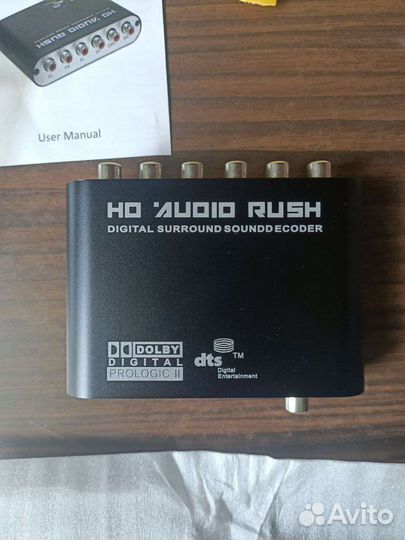 HD AUDIO RUSH
User Manual
HD AUDIO RUSH
DIGITAL SURROUND SOUNDDECODER
DOLBY
DIGITAL
PROLOGIC II
dts TM
Digital
Entertainment
Avito